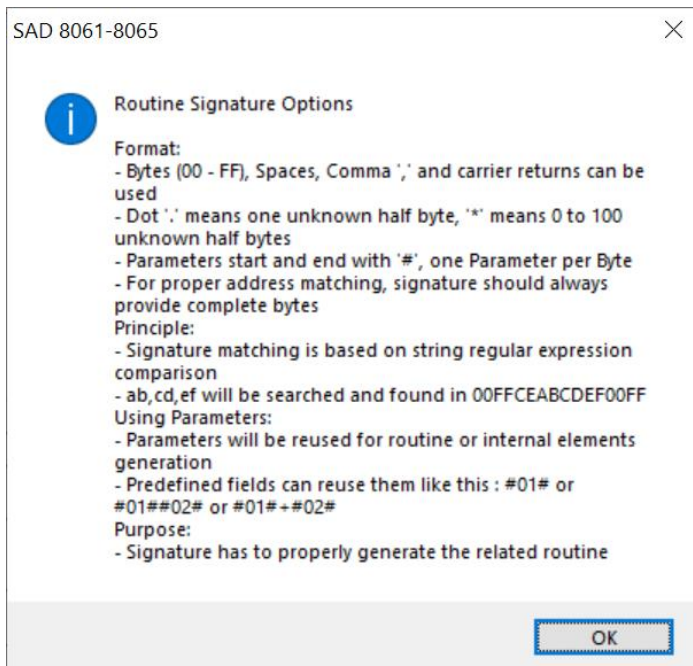 SAD 8061-8065
Routine Signature Options
Format:
- Bytes (00 - FF), Spaces, Comma ',' and carrier returns can be
used
- Dot '.' means one unknown half byte, '*' means 0 to 100
unknown half bytes
- Parameters start and end with '#', one Parameter per Byte
- For proper address matching, signature should always
provide complete bytes
Principle:
- Signature matching is based on string regular expression
comparison
- ab,cd,ef will be searched and found in 00FFCEABCDEF00FF
Using Parameters:
- Parameters will be reused for routine or internal elements
generation
- Predefined fields can reuse them like this : #01# or
#01##02# or #01#+#02#
Purpose:
- Signature has to properly generate the related routine
OK